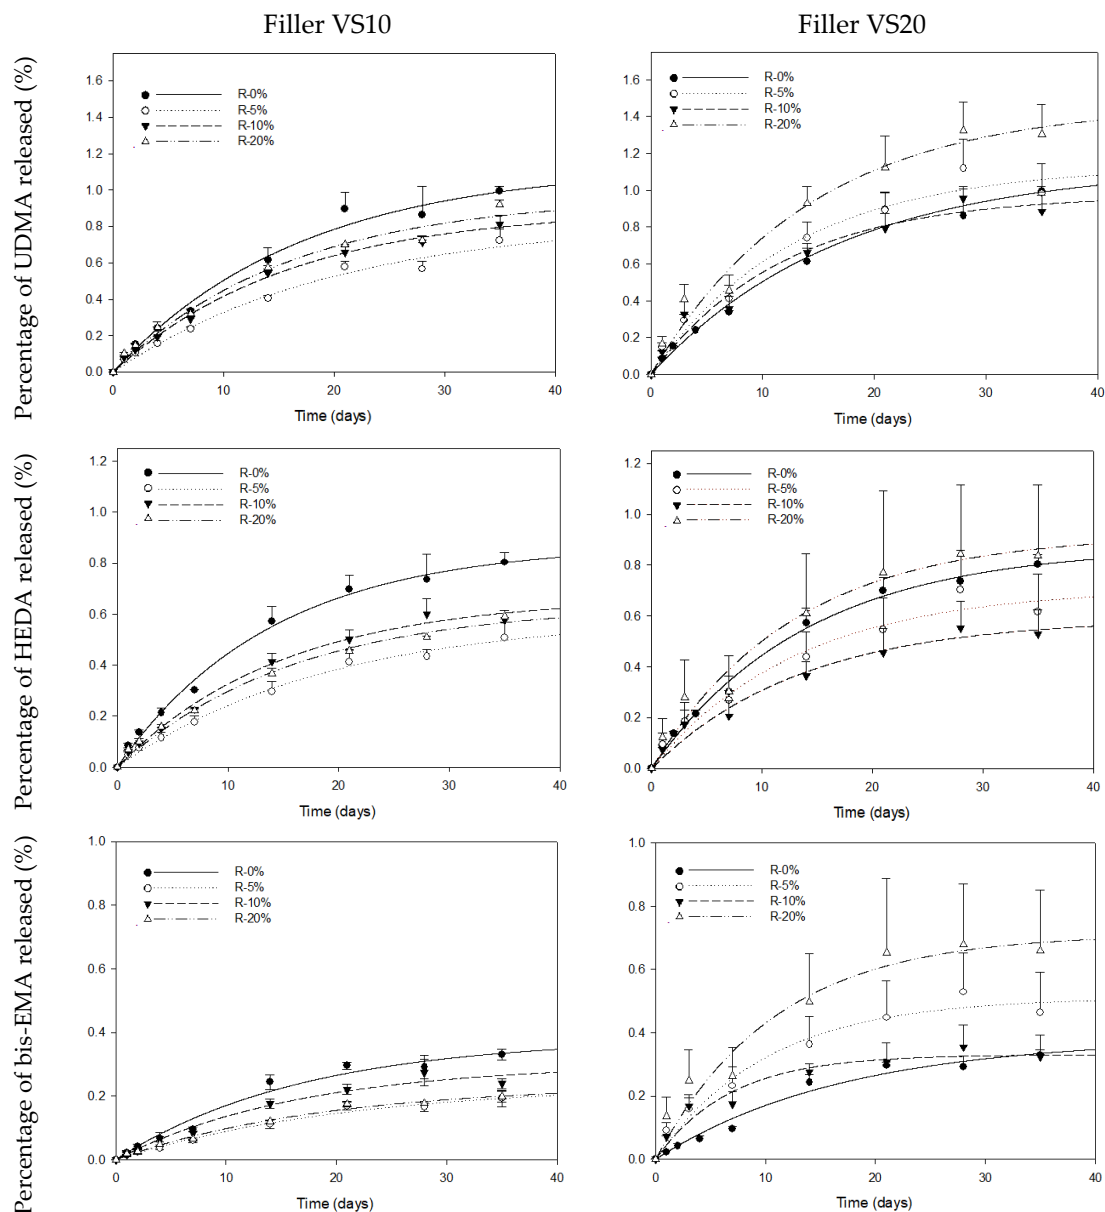 Filler VS10
Filler VS20
Percentage of UDMA released (%)
1.6
1.4
1.2
1.0
0.8
0.6
0.4
0.2
0.0
R-0%
R-5%
R-10%
R-20%
0 10 20 30 40
Time (days)
1.6
1.4
1.2
1.0
0.8
0.6
0.4
0.2
0.0
R-0%
R-5%
R-10%
R-20%
0 10 20 30 40
Time (days)
Percentage of HEDA released (%)
1.2
1.0
0.8
0.6
0.4
0.2
0.0
R-0%
R-5%
R-10%
R-20%
0 10 20 30 40
Time (days)
1.2
1.0
0.8
0.6
0.4
0.2
0.0
R-0%
R-5%
R-10%
R-20%
0 10 20 30 40
Time (days)
Percentage of bis-EMA released (%)
1.0
0.8
0.6
0.4
0.2
0.0
R-0%
R-5%
R-10%
R-20%
0 10 20 30 40
Time (days)
1.0
0.8
0.6
0.4
0.2
0.0
R-0%
R-5%
R-10%
R-20%
0 10 20 30 40
Time (days)